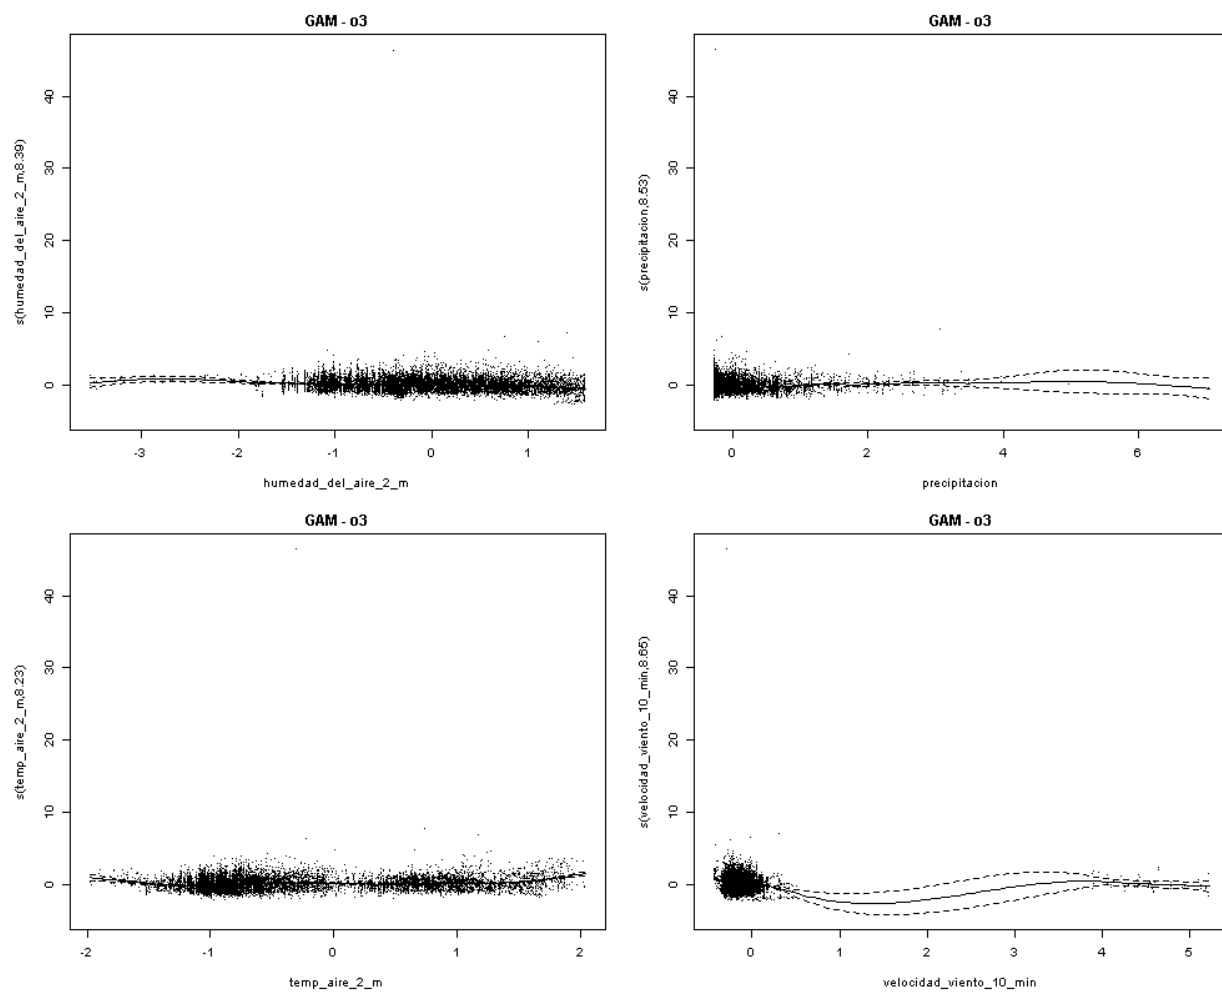 GAM - o3
s(humedad_del_aire_2_m,8.39)
40
30
20
10
0
-3 -2 -1 0 1
humedad_del_aire_2_m
GAM - o3
s(precipitacion,8.53)
40
30
20
10
0
0 2 4 6
precipitacion
GAM - o3
s(temp_aire_2_m,8.23)
40
30
20
10
0
-2 -1 0 1 2
temp_aire_2_m
GAM - o3
s(velocidad_viento_10_min,8.65)
40
30
20
10
0
0 1 2 3 4 5
velocidad_viento_10_min